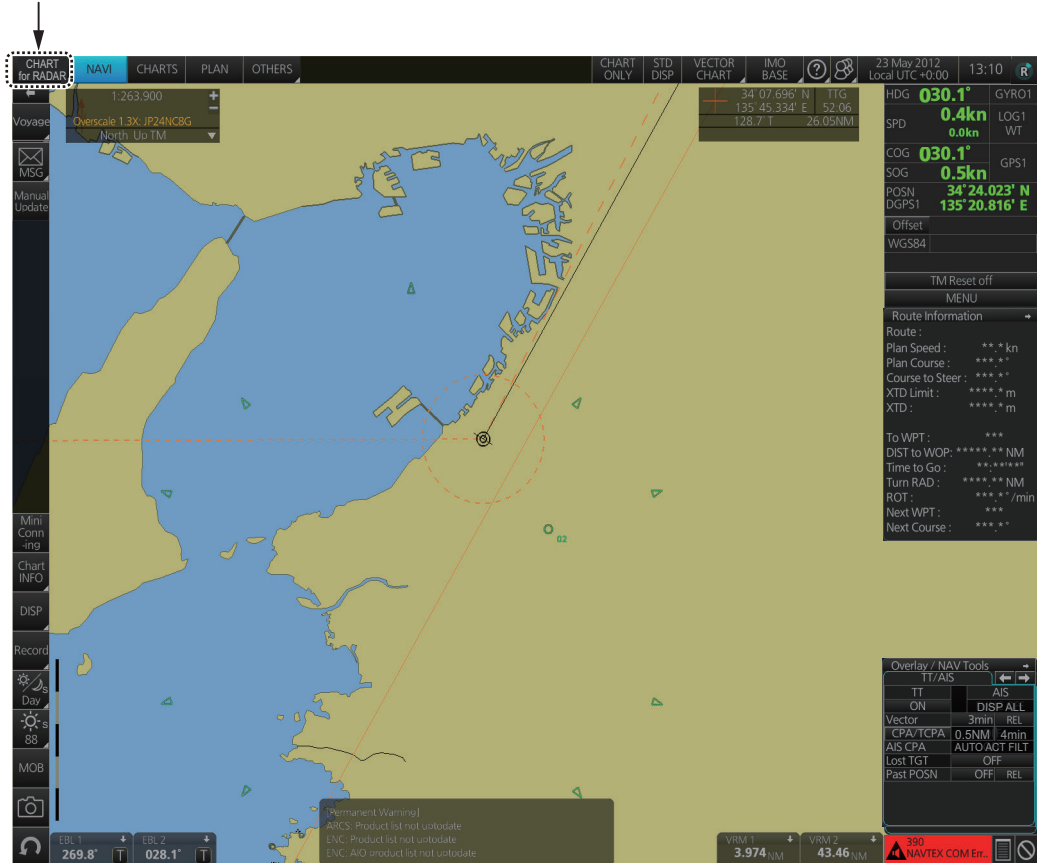 CHART for RADAR
NAVI
CHARTS
PLAN
OTHERS
CHART ONLY
STD DISP
VECTOR CHART
IMO BASE
?
23 May 2012
Local UTC+0:00
13:10
R
Voyage
MSG
Manual Update
1:263,900 + −
Overscale 1.3X: JP24NC8G
North Up TM
34°07.696' N TTG
135°45.334' E 52.06
128.7°T 26.05NM
HDG 030.1° GYRO1
SPD 0.4kn LOG1
0.0kn WT
COG 030.1° GPS1
SOG 0.5kn
POSN 34°24.023' N
DGPS1 135°20.816' E
Offset
WGS84
TM Reset off
MENU
Route Information
Route :
Plan Speed : **.* kn
Plan Course : ***.*°
Course to Steer : ***.*°
XTD Limit : ****.* m
XTD : ****.* m
To WPT : ***
DIST to WOP: *****.** NM
Time to Go : **:**'**"
Turn RAD : ****.** NM
ROT : ***.*°/min
Next WPT : ***
Next Course : ***.*°
02
Mini Conn -ing
Chart INFO
DISP
Record
S
Day
S
88
MOB
Overlay / NAV Tools
TT/AIS
TT AIS
ON DISP ALL
Vector 3min REL
CPA/TCPA 0.5NM 4min
AIS CPA AUTO ACT FILT
Lost TGT OFF
Past POSN OFF REL
[Permanent Warning]
ARCS: Product list not uptodate
ENC: Product list not uptodate
ENC: AIO product list not uptodate
EBL 1
269.8° T
EBL 2
028.1° T
VRM 1
3.974 NM
VRM 2
43.46 NM
390
NAVTEX COM Err..